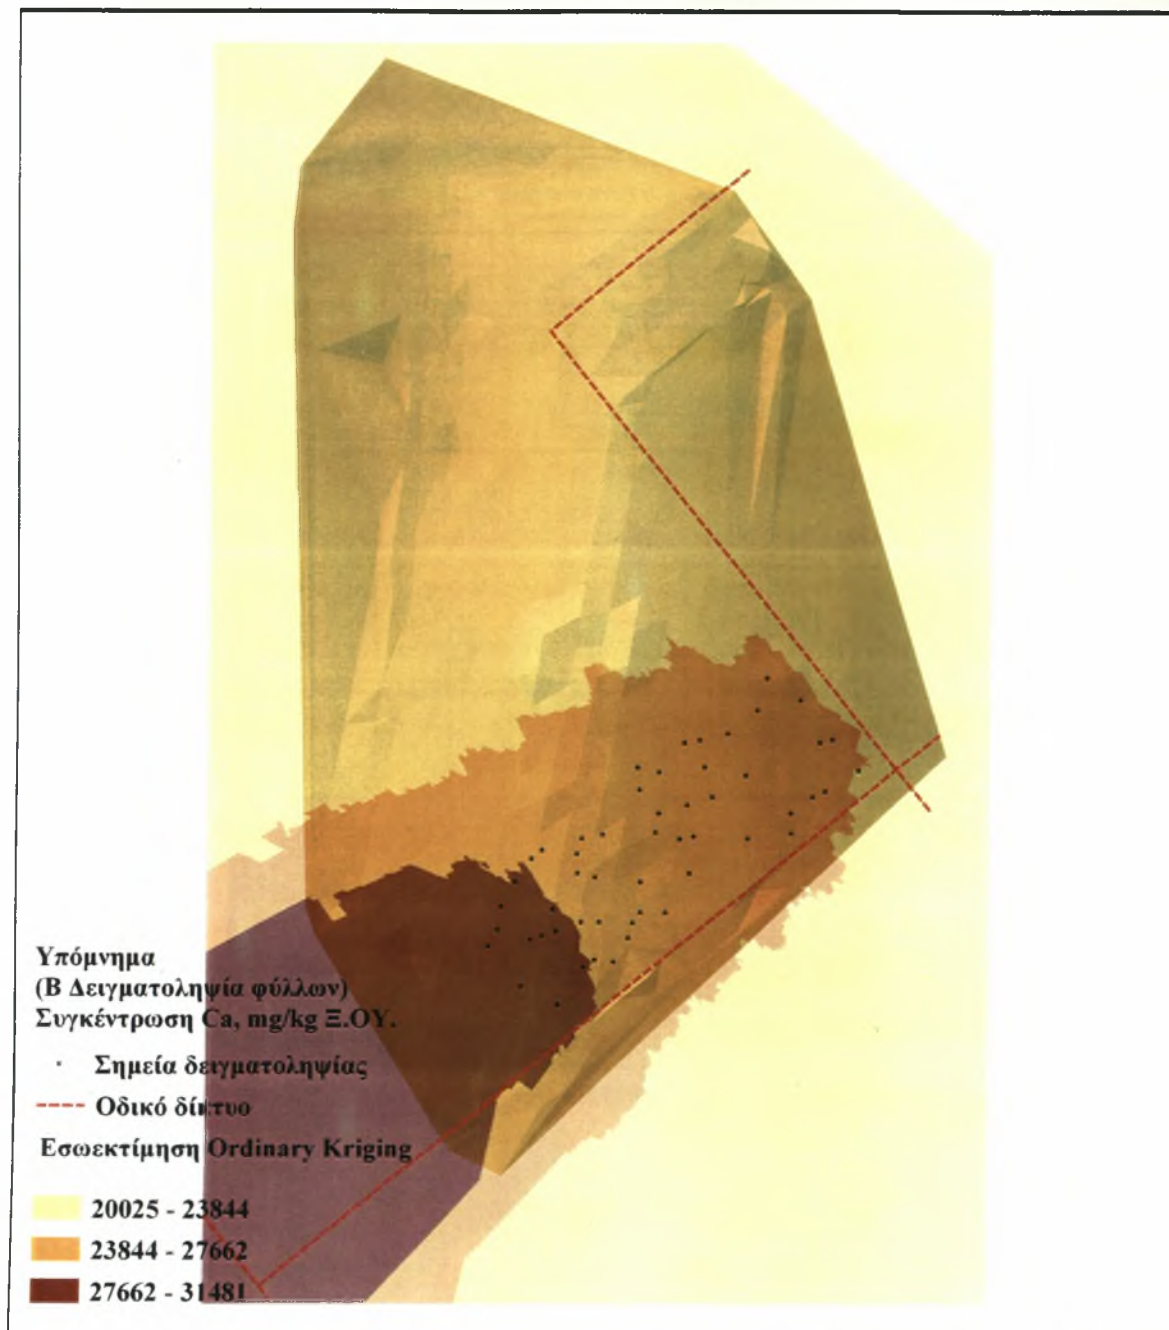 Υπόμνημα
(Β Δειγματοληψία φύλλων)
Συγκέντρωση Ca, mg/kg Ξ.ΟΥ.
Σημεία δειγματοληψίας
Οδικό δίκτυο
Εσωεκτίμηση Ordinary Kriging
20025 - 23844
23844 - 27662
27662 - 31481